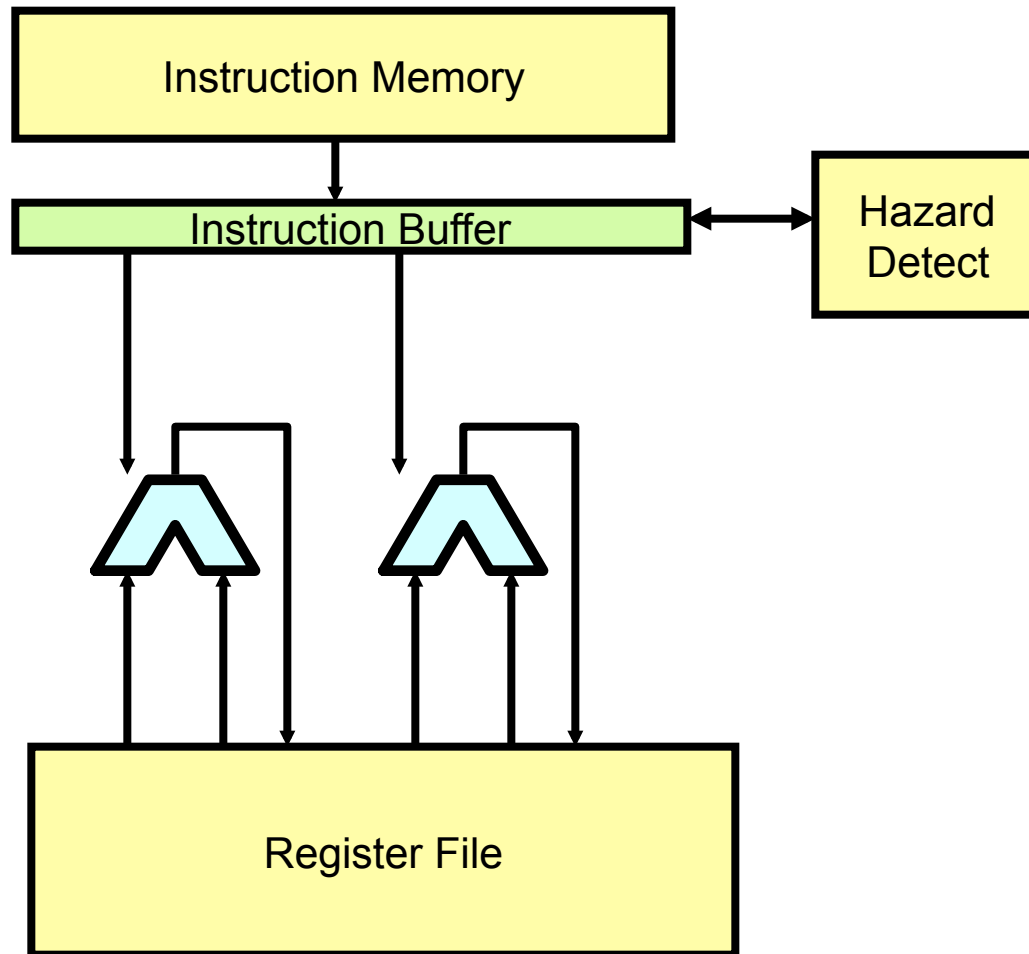 Instruction Memory
Instruction Buffer
Hazard
Detect
Register File